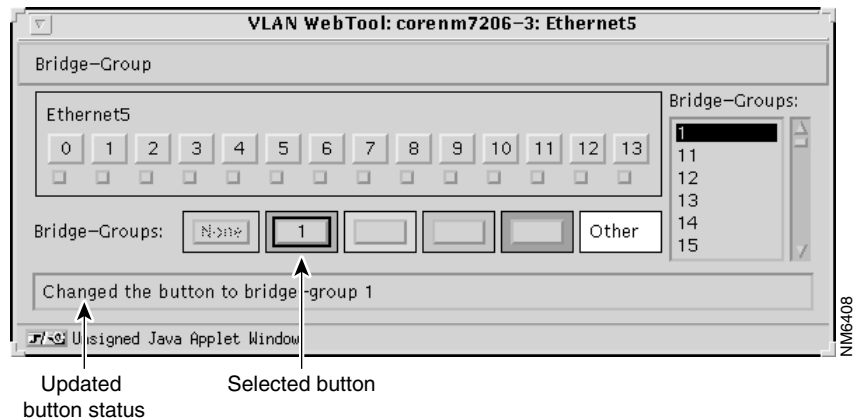 VLAN WebTool: corenm7206-3: Ethernet5
Bridge-Group
Ethernet5
0 1 2 3 4 5 6 7 8 9 10 11 12 13
Bridge-Groups:
1
11
12
13
14
15
Bridge-Groups: None 1 Other
Changed the button to bridge-group 1
Unsigned Java Applet Window
Updated
button status
Selected button
NM6408